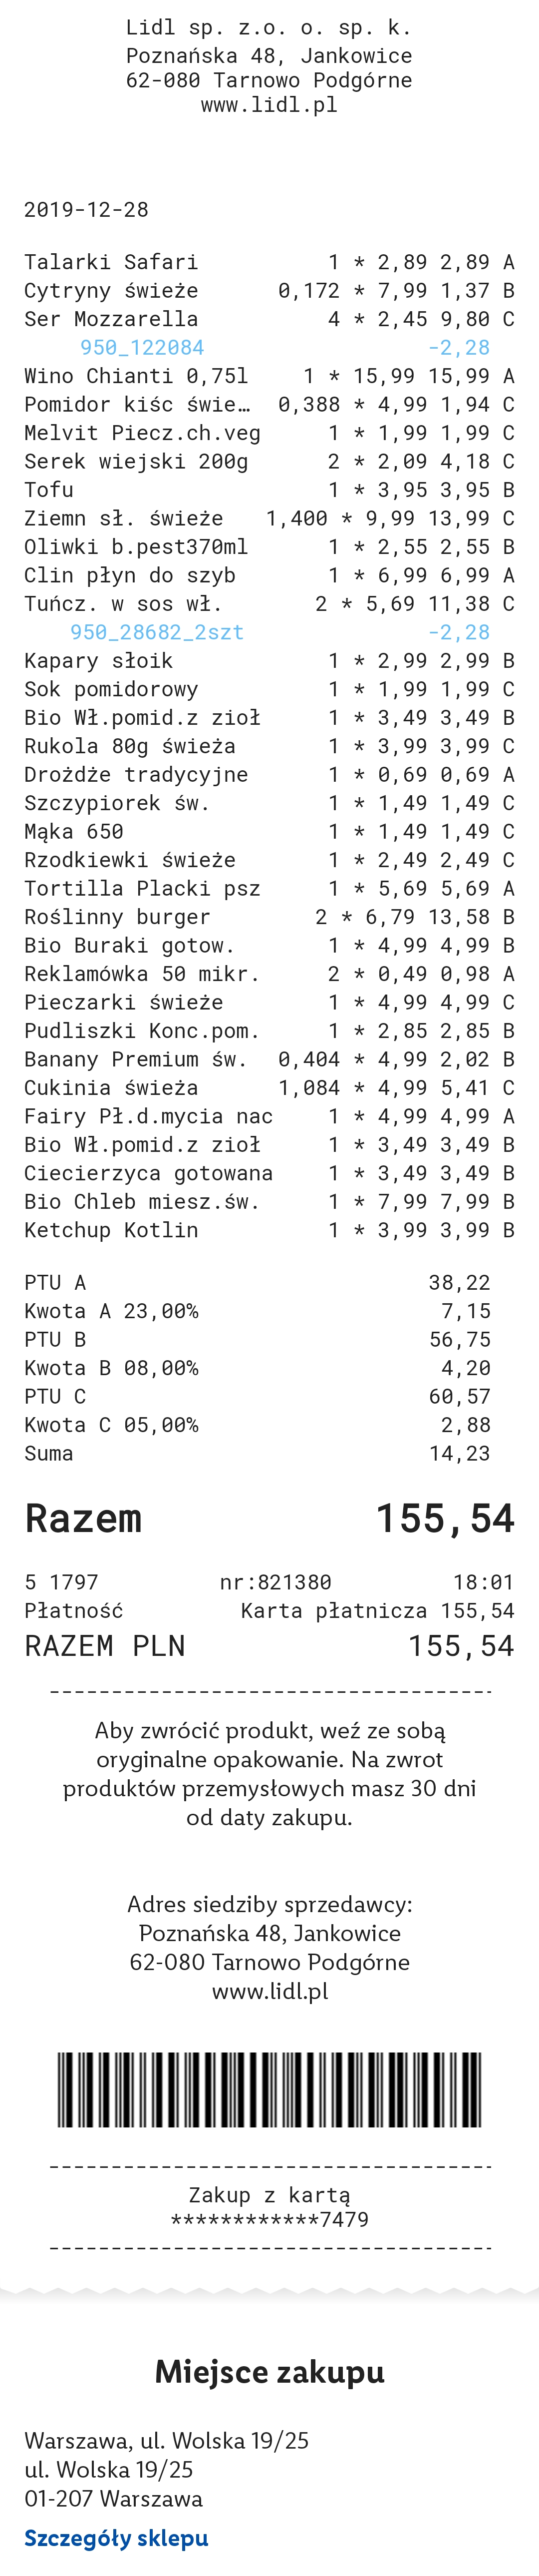 Lidl sp. z.o. o. sp. k.
Poznańska 48, Jankowice
62-080 Tarnowo Podgórne
www.lidl.pl
2019-12-28
Talarki Safari 1 * 2,89 2,89 A
Cytryny świeże 0,172 * 7,99 1,37 B
Ser Mozzarella 4 * 2,45 9,80 C
950_122084 -2,28
Wino Chianti 0,75l 1 * 15,99 15,99 A
Pomidor kiśc świe… 0,388 * 4,99 1,94 C
Melvit Piecz.ch.veg 1 * 1,99 1,99 C
Serek wiejski 200g 2 * 2,09 4,18 C
Tofu 1 * 3,95 3,95 B
Ziemn sł. świeże 1,400 * 9,99 13,99 C
Oliwki b.pest370ml 1 * 2,55 2,55 B
Clin płyn do szyb 1 * 6,99 6,99 A
Tuńcz. w sos wł. 2 * 5,69 11,38 C
950_28682_2szt -2,28
Kapary słoik 1 * 2,99 2,99 B
Sok pomidorowy 1 * 1,99 1,99 C
Bio Wł.pomid.z zioł 1 * 3,49 3,49 B
Rukola 80g świeża 1 * 3,99 3,99 C
Drożdże tradycyjne 1 * 0,69 0,69 A
Szczypiorek św. 1 * 1,49 1,49 C
Mąka 650 1 * 1,49 1,49 C
Rzodkiewki świeże 1 * 2,49 2,49 C
Tortilla Placki psz 1 * 5,69 5,69 A
Roślinny burger 2 * 6,79 13,58 B
Bio Buraki gotow. 1 * 4,99 4,99 B
Reklamówka 50 mikr. 2 * 0,49 0,98 A
Pieczarki świeże 1 * 4,99 4,99 C
Pudliszki Konc.pom. 1 * 2,85 2,85 B
Banany Premium św. 0,404 * 4,99 2,02 B
Cukinia świeża 1,084 * 4,99 5,41 C
Fairy Pł.d.mycia nac 1 * 4,99 4,99 A
Bio Wł.pomid.z zioł 1 * 3,49 3,49 B
Ciecierzyca gotowana 1 * 3,49 3,49 B
Bio Chleb miesz.św. 1 * 7,99 7,99 B
Ketchup Kotlin 1 * 3,99 3,99 B
PTU A 38,22
Kwota A 23,00% 7,15
PTU B 56,75
Kwota B 08,00% 4,20
PTU C 60,57
Kwota C 05,00% 2,88
Suma 14,23
Razem 155,54
5 1797 nr:821380 18:01
Płatność Karta płatnicza 155,54
RAZEM PLN 155,54
Aby zwrócić produkt, weź ze sobą
oryginalne opakowanie. Na zwrot
produktów przemysłowych masz 30 dni
od daty zakupu.
Adres siedziby sprzedawcy:
Poznańska 48, Jankowice
62-080 Tarnowo Podgórne
www.lidl.pl
Zakup z kartą
************7479
Miejsce zakupu
Warszawa, ul. Wolska 19/25
ul. Wolska 19/25
01-207 Warszawa
Szczegóły sklepu